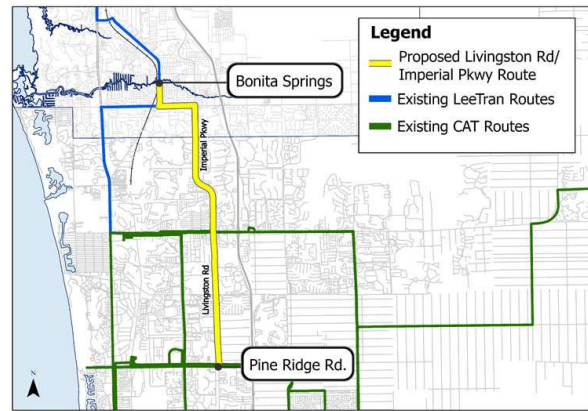 Legend
Proposed Livingston Rd/
Imperial Pkwy Route
Existing LeeTran Routes
Existing CAT Routes
Bonita Springs
Imperial Pkwy
Livingston Rd
Pine Ridge Rd.
N